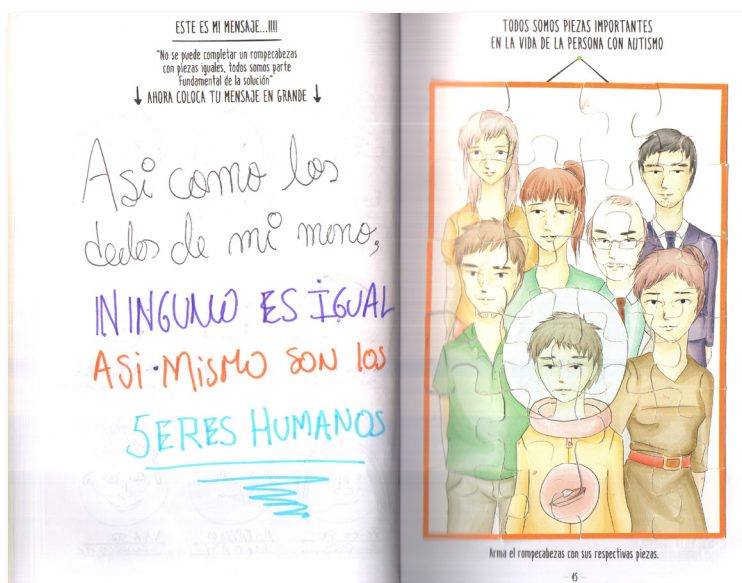 ESTE ES MI MENSAJE...!!!!
"No se puede completar un rompecabezas
con piezas iguales, todos somos parte
Fundamental de la solución"
AHORA COLOCA TU MENSAJE EN GRANDE
Asi como los
dedos de mi mano,
NINGUNO ES IGUAL
ASI MISMO SON LOS
SERES HUMANOS
TODOS SOMOS PIEZAS IMPORTANTES
EN LA VIDA DE LA PERSONA CON AUTISMO
Arma el rompecabezas con sus respectivas piezas.
- 45 -